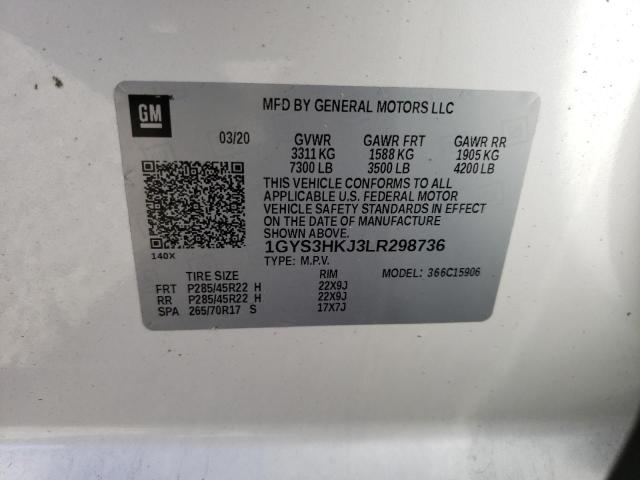 GM
MFD BY GENERAL MOTORS LLC
03/20 GVWR GAWR FRT GAWR RR
3311 KG 1588 KG 1905 KG
7300 LB 3500 LB 4200 LB
THIS VEHICLE CONFORMS TO ALL
APPLICABLE U.S. FEDERAL MOTOR
VEHICLE SAFETY STANDARDS IN EFFECT
ON THE DATE OF MANUFACTURE
SHOWN ABOVE.
1GYS3HKJ3LR298736
140X
TYPE: M.P.V.
TIRE SIZE RIM MODEL: 366C15906
FRT P285/45R22 H 22X9J
RR P285/45R22 H 22X9J
SPA 265/70R17 S 17X7J